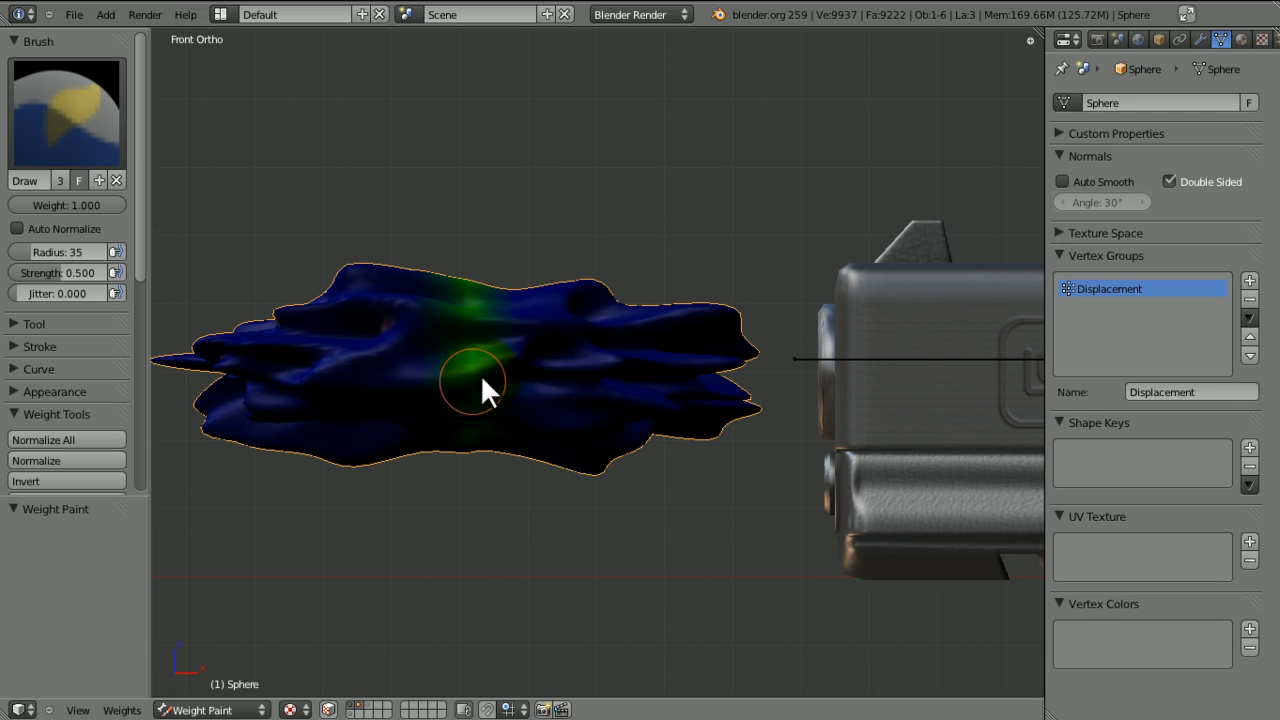 File Add Render Help Default Scene Blender Render blender.org 259 | Ve:9937 | Fa:9222 | Ob:1-6 | La:3 | Mem:169.66M (125.72M) | Sphere
Brush
Draw 3 F
Weight: 1.000
Auto Normalize
Radius: 35
Strength: 0.500
Jitter: 0.000
Tool
Stroke
Curve
Appearance
Weight Tools
Normalize All
Normalize
Invert
Weight Paint
Front Ortho
(1) Sphere
View Weights Weight Paint
Sphere Sphere
Sphere F
Custom Properties
Normals
Auto Smooth Double Sided
Angle: 30°
Texture Space
Vertex Groups
Displacement
Name: Displacement
Shape Keys
UV Texture
Vertex Colors